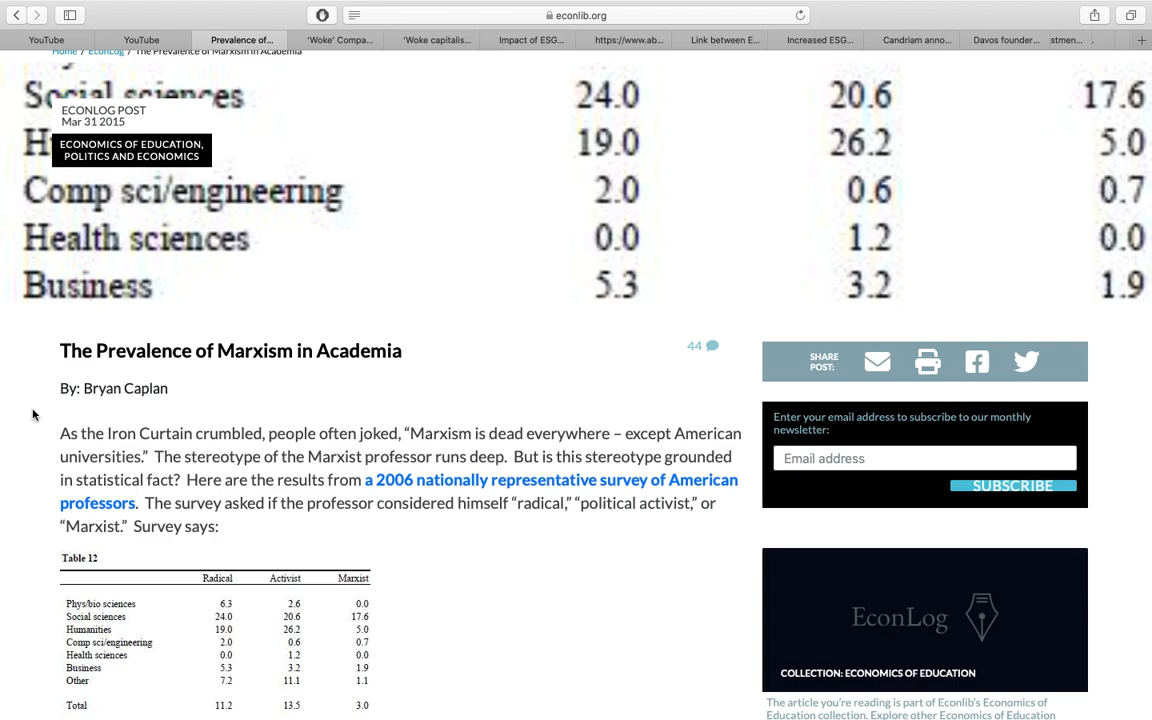 econlib.org
YouTube
YouTube
Prevalence of...
'Woke' Compa...
'Woke capitalis...
Impact of ESG...
https://www.ab...
Link between E...
Increased ESG...
Candriam anno...
Davos founder...
stmen...
Home / EconLog / The Prevalence of Marxism in Academia
Social sciences 24.0 20.6 17.6
ECONLOG POST
Mar 31 2015
H 19.0 26.2 5.0
ECONOMICS OF EDUCATION,
POLITICS AND ECONOMICS
Comp sci/engineering 2.0 0.6 0.7
Health sciences 0.0 1.2 0.0
Business 5.3 3.2 1.9
The Prevalence of Marxism in Academia
44
By: Bryan Caplan
As the Iron Curtain crumbled, people often joked, “Marxism is dead everywhere – except American
universities.” The stereotype of the Marxist professor runs deep. But is this stereotype grounded
in statistical fact? Here are the results from a 2006 nationally representative survey of American
professors. The survey asked if the professor considered himself “radical,” “political activist,” or
“Marxist.” Survey says:
Table 12
Radical Activist Marxist
Phys/bio sciences 6.3 2.6 0.0
Social sciences 24.0 20.6 17.6
Humanities 19.0 26.2 5.0
Comp sci/engineering 2.0 0.6 0.7
Health sciences 0.0 1.2 0.0
Business 5.3 3.2 1.9
Other 7.2 11.1 1.1
Total 11.2 13.5 3.0
SHARE
POST:
Enter your email address to subscribe to our monthly
newsletter:
Email address
SUBSCRIBE
EconLog
COLLECTION: ECONOMICS OF EDUCATION
The article you're reading is part of Econlib's Economics of
Education collection. Explore other Economics of Education